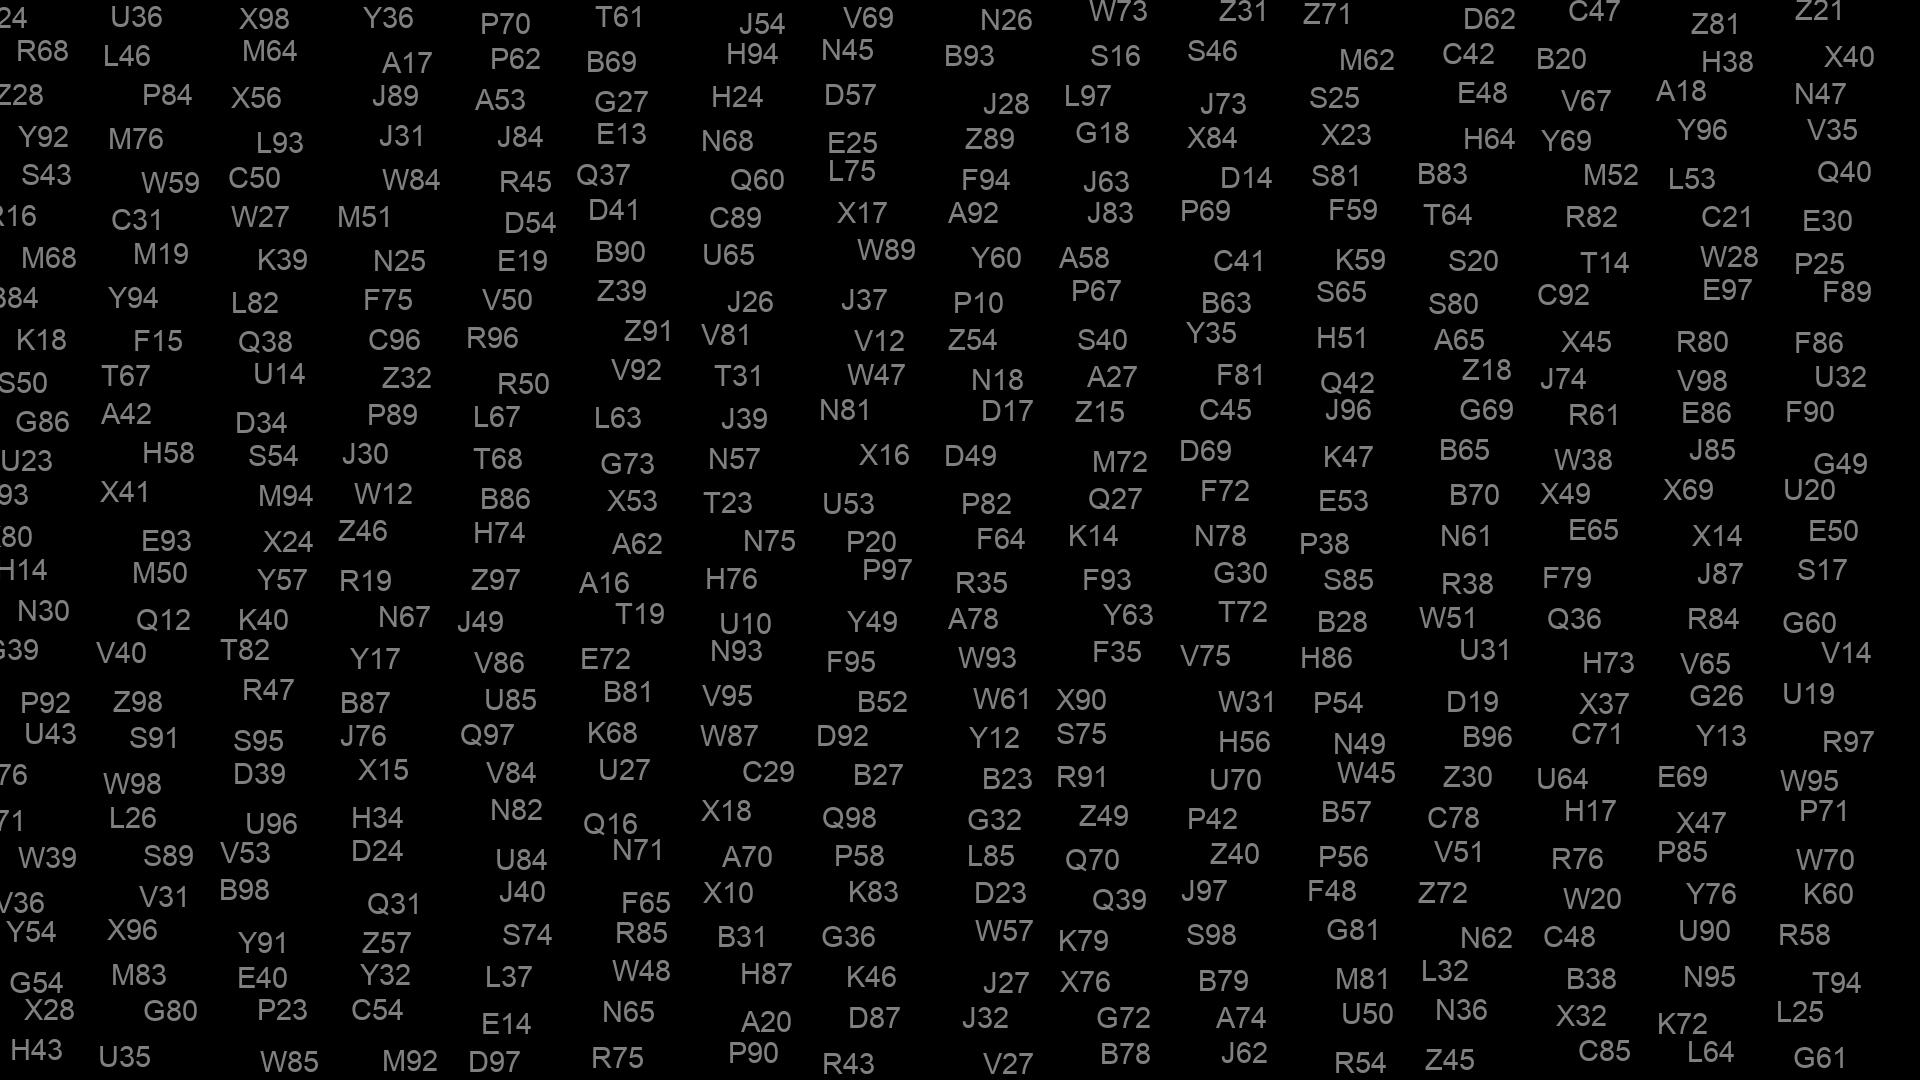 24 U36 X98 Y36 P70 T61 J54 V69 N26 W73 Z31 Z71 D62 C47 Z81 Z21
R68 L46 M64 A17 P62 B69 H94 N45 B93 S16 S46 M62 C42 B20 H38 X40
Z28 P84 X56 J89 A53 G27 H24 D57 J28 L97 J73 S25 E48 V67 A18 N47
Y92 M76 L93 J31 J84 E13 N68 E25 Z89 G18 X84 X23 H64 Y69 Y96 V35
S43 W59 C50 W84 R45 Q37 Q60 L75 F94 J63 D14 S81 B83 M52 L53 Q40
R16 C31 W27 M51 D54 D41 C89 X17 A92 J83 P69 F59 T64 R82 C21 E30
M68 M19 K39 N25 E19 B90 U65 W89 Y60 A58 C41 K59 S20 T14 W28 P25
B84 Y94 L82 F75 V50 Z39 J26 J37 P10 P67 B63 S65 S80 C92 E97 F89
K18 F15 Q38 C96 R96 Z91 V81 V12 Z54 S40 Y35 H51 A65 X45 R80 F86
S50 T67 U14 Z32 R50 V92 T31 W47 N18 A27 F81 Q42 Z18 J74 V98 U32
G86 A42 D34 P89 L67 L63 J39 N81 D17 Z15 C45 J96 G69 R61 E86 F90
U23 H58 S54 J30 T68 G73 N57 X16 D49 M72 D69 K47 B65 W38 J85 G49
93 X41 M94 W12 B86 X53 T23 U53 P82 Q27 F72 E53 B70 X49 X69 U20
80 E93 X24 Z46 H74 A62 N75 P20 F64 K14 N78 P38 N61 E65 X14 E50
H14 M50 Y57 R19 Z97 A16 H76 P97 R35 F93 G30 S85 R38 F79 J87 S17
N30 Q12 K40 N67 J49 T19 U10 Y49 A78 Y63 T72 B28 W51 Q36 R84 G60
G39 V40 T82 Y17 V86 E72 N93 F95 W93 F35 V75 H86 U31 H73 V65 V14
P92 Z98 R47 B87 U85 B81 V95 B52 W61 X90 W31 P54 D19 X37 G26 U19
U43 S91 S95 J76 Q97 K68 W87 D92 Y12 S75 H56 N49 B96 C71 Y13 R97
76 W98 D39 X15 V84 U27 C29 B27 B23 R91 U70 W45 Z30 U64 E69 W95
71 L26 U96 H34 N82 Q16 X18 Q98 G32 Z49 P42 B57 C78 H17 X47 P71
W39 S89 V53 D24 U84 N71 A70 P58 L85 Q70 Z40 P56 V51 R76 P85 W70
V36 V31 B98 Q31 J40 F65 X10 K83 D23 Q39 J97 F48 Z72 W20 Y76 K60
Y54 X96 Y91 Z57 S74 R85 B31 G36 W57 K79 S98 G81 N62 C48 U90 R58
G54 M83 E40 Y32 L37 W48 H87 K46 J27 X76 B79 M81 L32 B38 N95 T94
X28 G80 P23 C54 E14 N65 A20 D87 J32 G72 A74 U50 N36 X32 K72 L25
H43 U35 W85 M92 D97 R75 P90 R43 V27 B78 J62 R54 Z45 C85 L64 G61